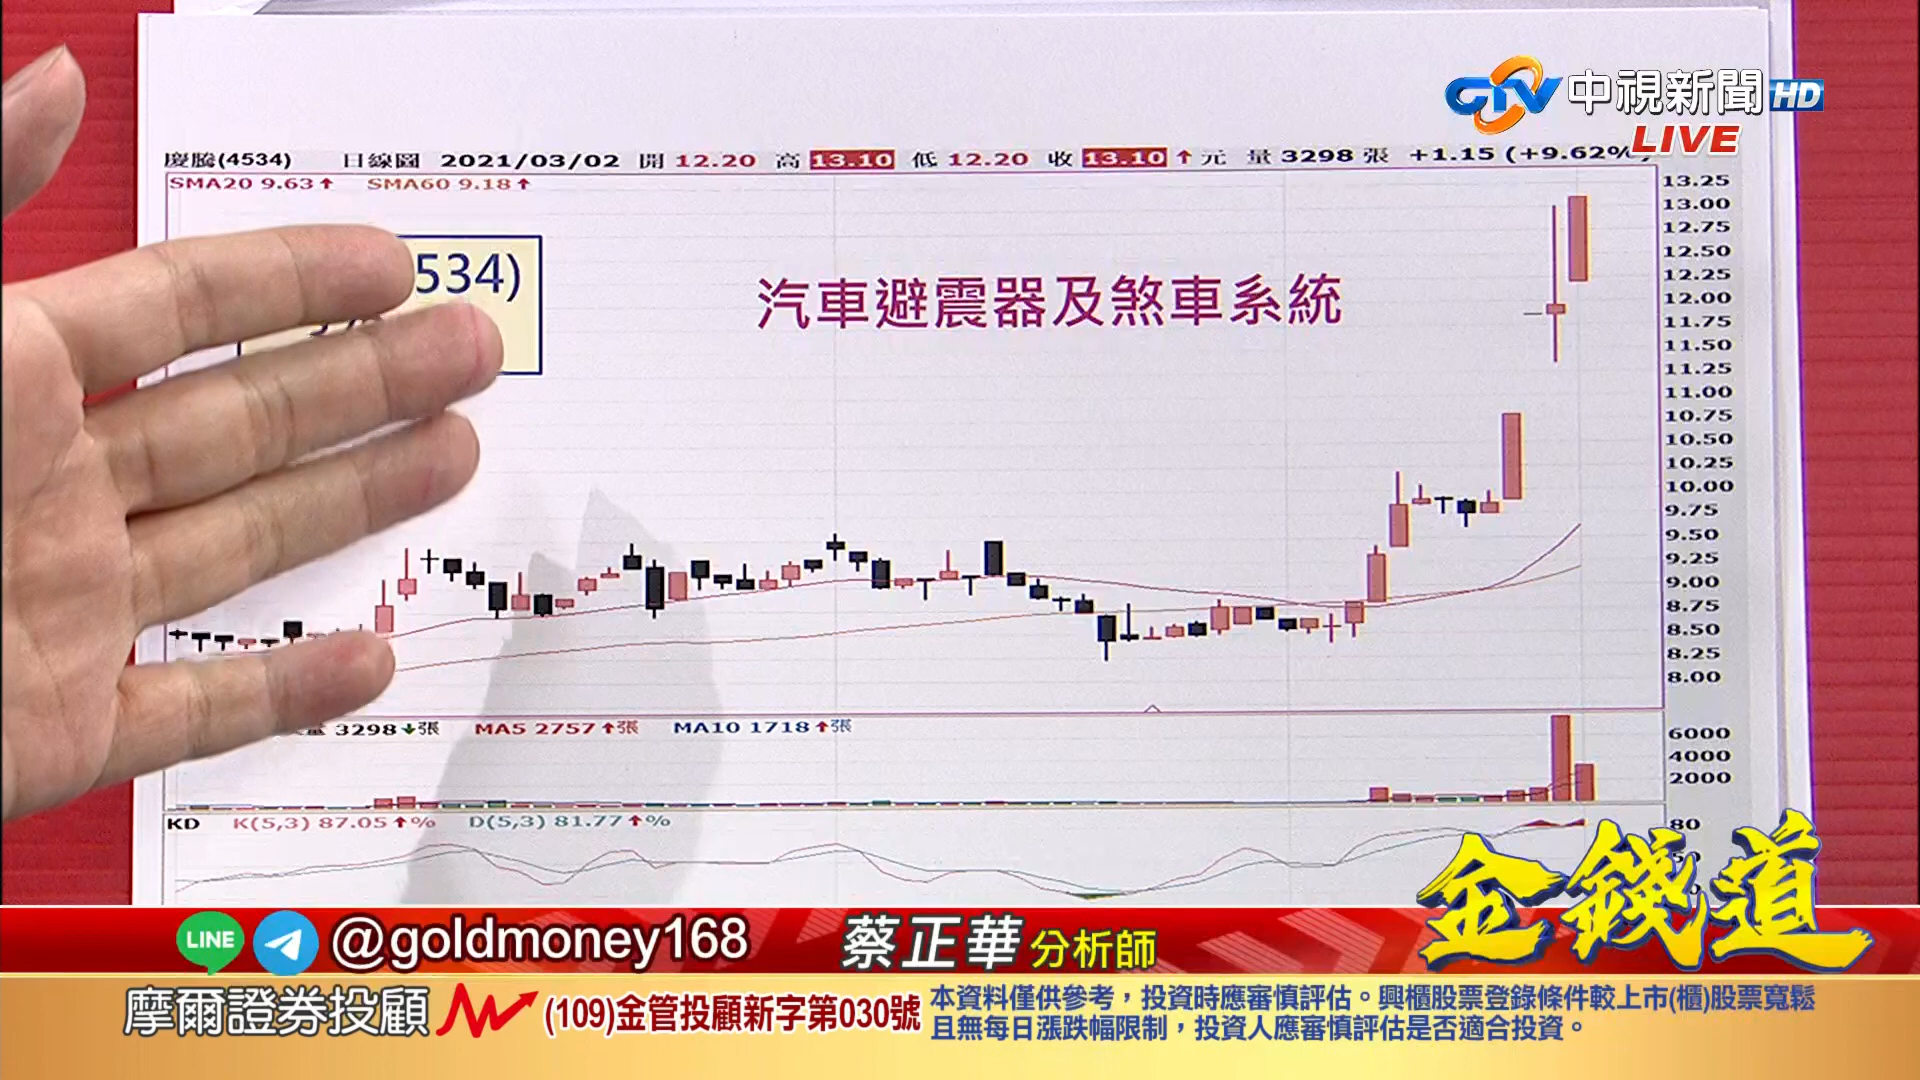 CTV 中視新聞 HD
LIVE
慶騰(4534) 日線圖 2021/03/02 開 12.20 高 13.10 低 12.20 收 13.10 ↑ 元 量 3298 張 +1.15 (+9.62%)
SMA20 9.63↑ SMA60 9.18↑
534)
汽車避震器及煞車系統
13.25
13.00
12.75
12.50
12.25
12.00
11.75
11.50
11.25
11.00
10.75
10.50
10.25
10.00
9.75
9.50
9.25
9.00
8.75
8.50
8.25
8.00
量 3298↓張 MA5 2757↑張 MA10 1718↑張
6000
4000
2000
KD K(5,3) 87.05↑% D(5,3) 81.77↑%
80
金錢道
LINE @goldmoney168 蔡正華 分析師
摩爾證券投顧 (109)金管投顧新字第030號
本資料僅供參考，投資時應審慎評估。興櫃股票登錄條件較上市(櫃)股票寬鬆
且無每日漲跌幅限制，投資人應審慎評估是否適合投資。